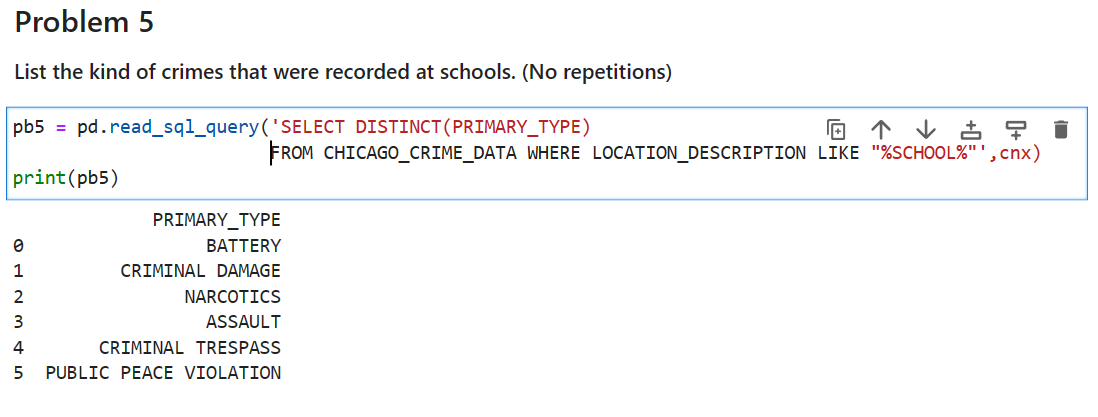 Problem 5
List the kind of crimes that were recorded at schools. (No repetitions)
pb5 = pd.read_sql_query('SELECT DISTINCT(PRIMARY_TYPE)
FROM CHICAGO_CRIME_DATA WHERE LOCATION_DESCRIPTION LIKE "%SCHOOL%"',cnx)
print(pb5)
PRIMARY_TYPE
0 BATTERY
1 CRIMINAL DAMAGE
2 NARCOTICS
3 ASSAULT
4 CRIMINAL TRESPASS
5 PUBLIC PEACE VIOLATION